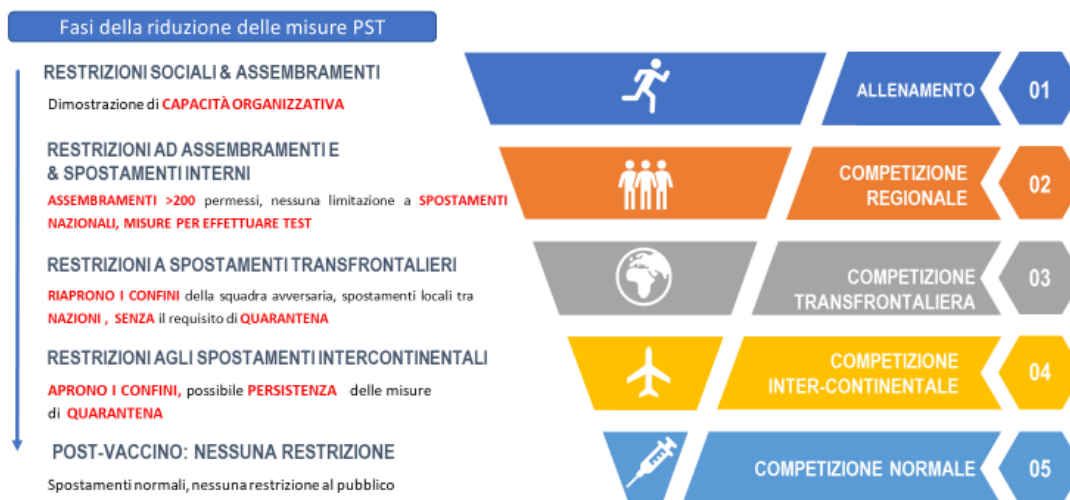 Fasi della riduzione delle misure PST
RESTRIZIONI SOCIALI & ASSEMBRAMENTI
Dimostrazione di CAPACITÀ ORGANIZZATIVA
ALLENAMENTO
01
RESTRIZIONI AD ASSEMBRAMENTI E
& SPOSTAMENTI INTERNI
ASSEMBRAMENTI >200 permessi, nessuna limitazione a SPOSTAMENTI
NAZIONALI, MISURE PER EFFETTUARE TEST
COMPETIZIONE
REGIONALE
02
RESTRIZIONI A SPOSTAMENTI TRANSFRONTALIERI
RIAPRONO I CONFINI della squadra avversaria, spostamenti locali tra
NAZIONI , SENZA il requisito di QUARANTENA
COMPETIZIONE
TRANSFRONTALIERA
03
RESTRIZIONI AGLI SPOSTAMENTI INTERCONTINENTALI
APRONO I CONFINI, possibile PERSISTENZA delle misure
di QUARANTENA
COMPETIZIONE
INTER-CONTINENTALE
04
POST-VACCINO: NESSUNA RESTRIZIONE
Spostamenti normali, nessuna restrizione al pubblico
COMPETIZIONE NORMALE
05